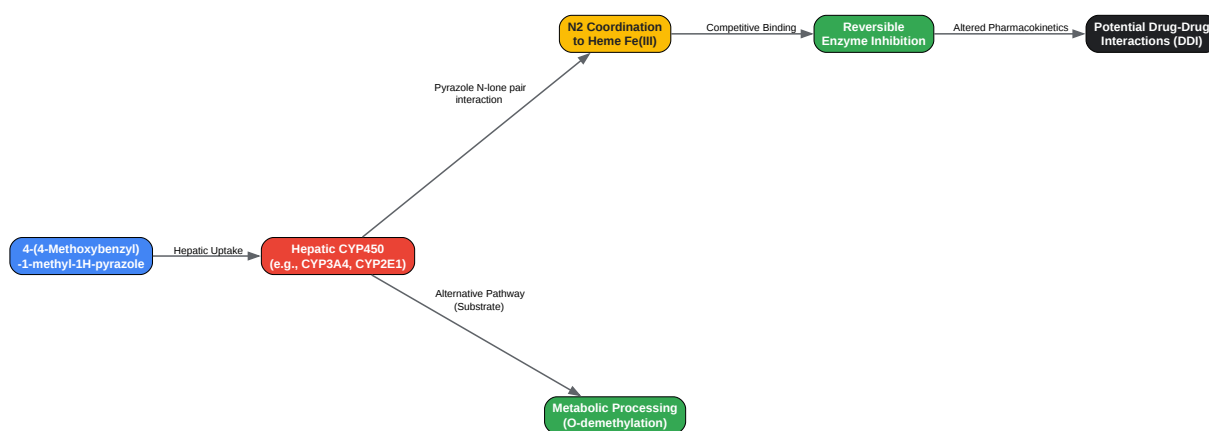 N2 Coordination
to Heme Fe(III)
Competitive Binding
Reversible
Enzyme Inhibition
Altered Pharmacokinetics
Potential Drug-Drug
Interactions (DDI)
Pyrazole N-lone pair
interaction
4-(4-Methoxybenzyl)
-1-methyl-1H-pyrazole
Hepatic Uptake
Hepatic CYP450
(e.g., CYP3A4, CYP2E1)
Alternative Pathway
(Substrate)
Metabolic Processing
(O-demethylation)